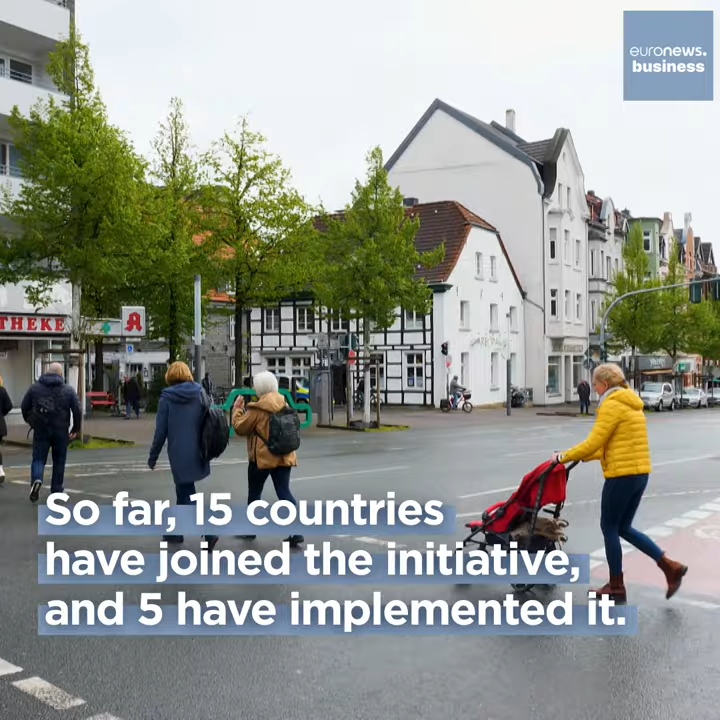 euronews.
business
THEKE
A
So far, 15 countries
have joined the initiative,
and 5 have implemented it.